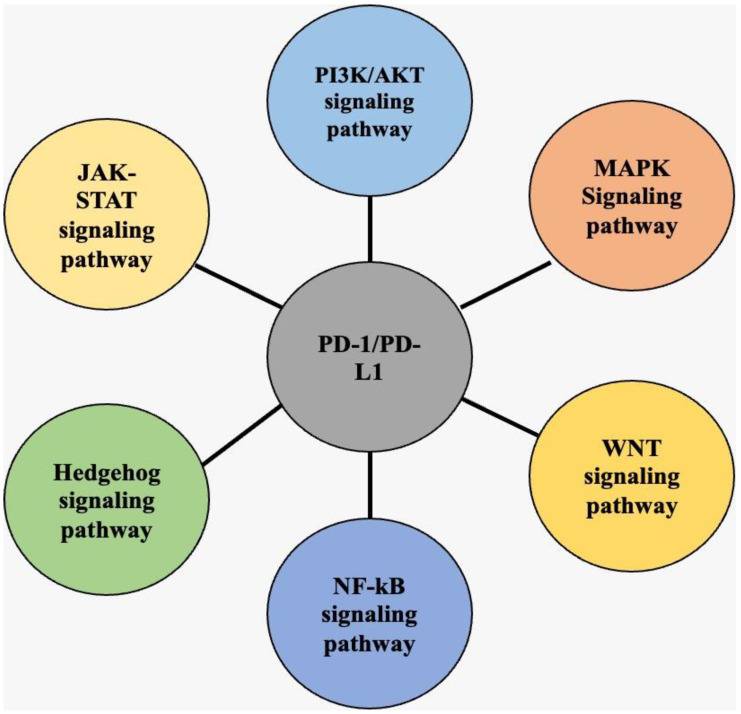 PI3K/AKT
signaling
pathway
MAPK
Signaling
pathway
JAK-
STAT
signaling
pathway
PD-1/PD-
L1
WNT
signaling
pathway
Hedgehog
signaling
pathway
NF-kB
signaling
pathway